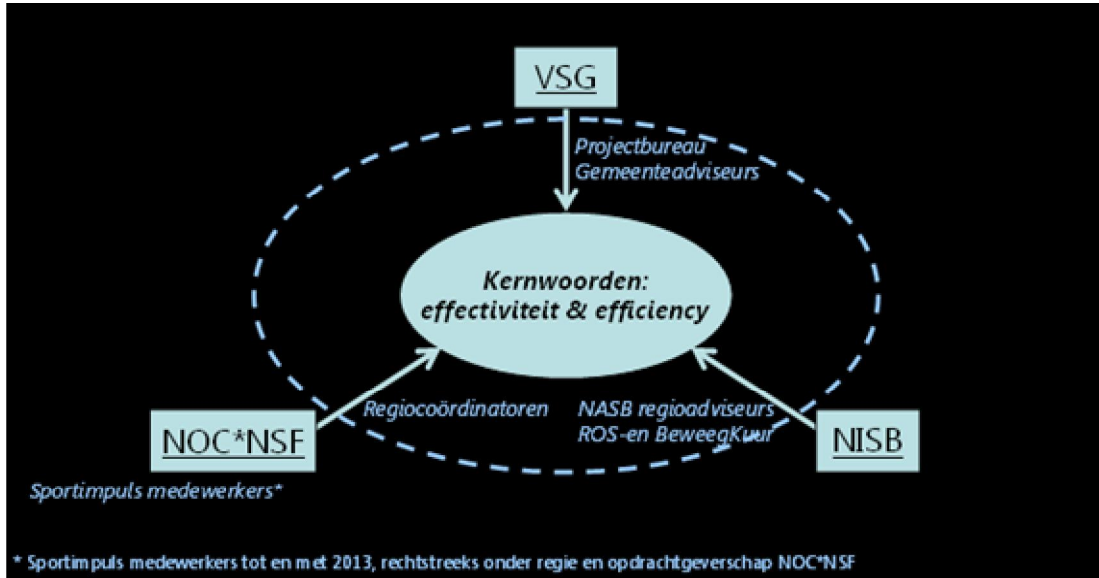 VSG
Projectbureau
Gemeenteadviseurs
Kernwoorden:
effectiviteit & efficiency
Regiocoördinatoren
NASB regioadviseurs
ROS-en BeweegKuur
NOC*NSF
NISB
Sportimpuls medewerkers*
* Sportimpuls medewerkers tot en met 2013, rechtstreeks onder regie en opdrachtgeverschap NOC*NSF